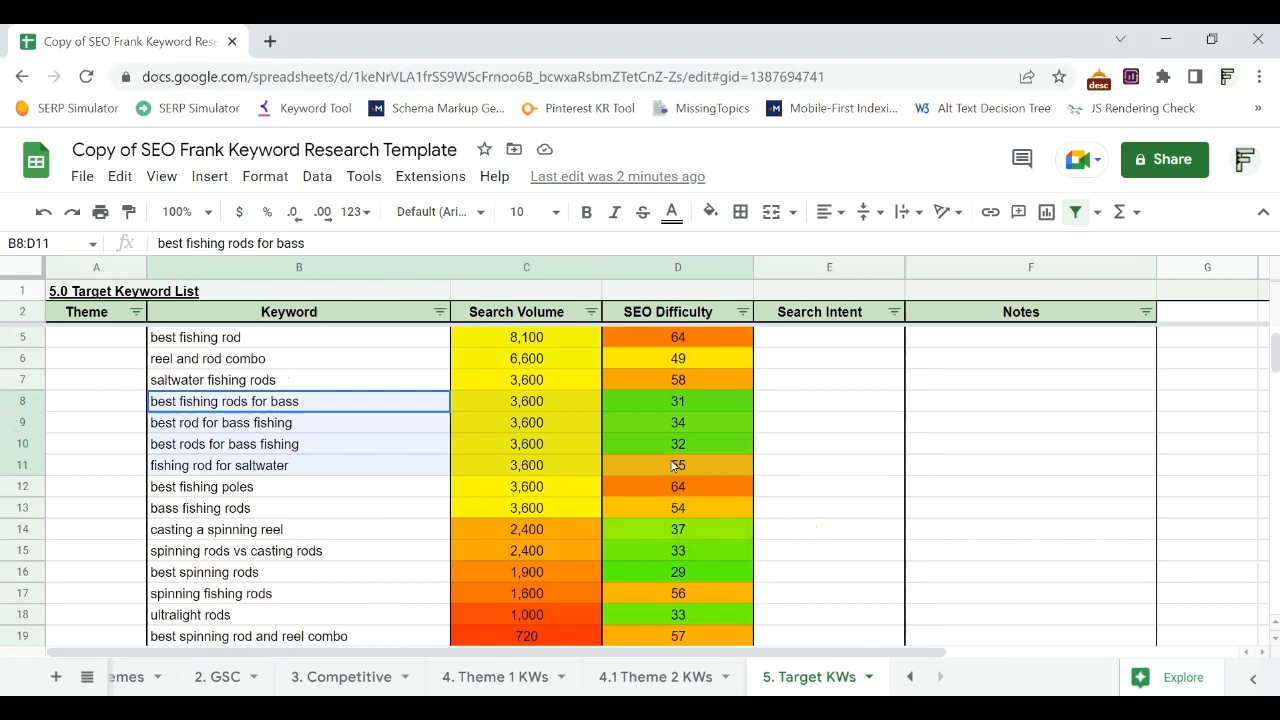 Copy of SEO Frank Keyword Rese
docs.google.com/spreadsheets/d/1keNrVLA1frSS9WScFrnoo6B_bcwxaRsbmZTetCnZ-Zs/edit#gid=1387694741
desc
SERP Simulator SERP Simulator Keyword Tool Schema Markup Ge... Pinterest KR Tool MissingTopics Mobile-First Indexi... W3 Alt Text Decision Tree JS Rendering Check »
Copy of SEO Frank Keyword Research Template
Share
File Edit View Insert Format Data Tools Extensions Help Last edit was 2 minutes ago
100% $ % .0 .00 123 Default (Ari... 10 B I S A Σ
B8:D11 fx best fishing rods for bass
A B C D E F G
1 5.0 Target Keyword List
2 Theme Keyword Search Volume SEO Difficulty Search Intent Notes
5 best fishing rod 8,100 64
6 reel and rod combo 6,600 49
7 saltwater fishing rods 3,600 58
8 best fishing rods for bass 3,600 31
9 best rod for bass fishing 3,600 34
10 best rods for bass fishing 3,600 32
11 fishing rod for saltwater 3,600
12 best fishing poles 3,600 64
13 bass fishing rods 3,600 54
14 casting a spinning reel 2,400 37
15 spinning rods vs casting rods 2,400 33
16 best spinning rods 1,900 29
17 spinning fishing rods 1,600 56
18 ultralight rods 1,000 33
19 best spinning rod and reel combo 720 57
emes 2. GSC 3. Competitive 4. Theme 1 KWs 4.1 Theme 2 KWs 5. Target KWs Explore